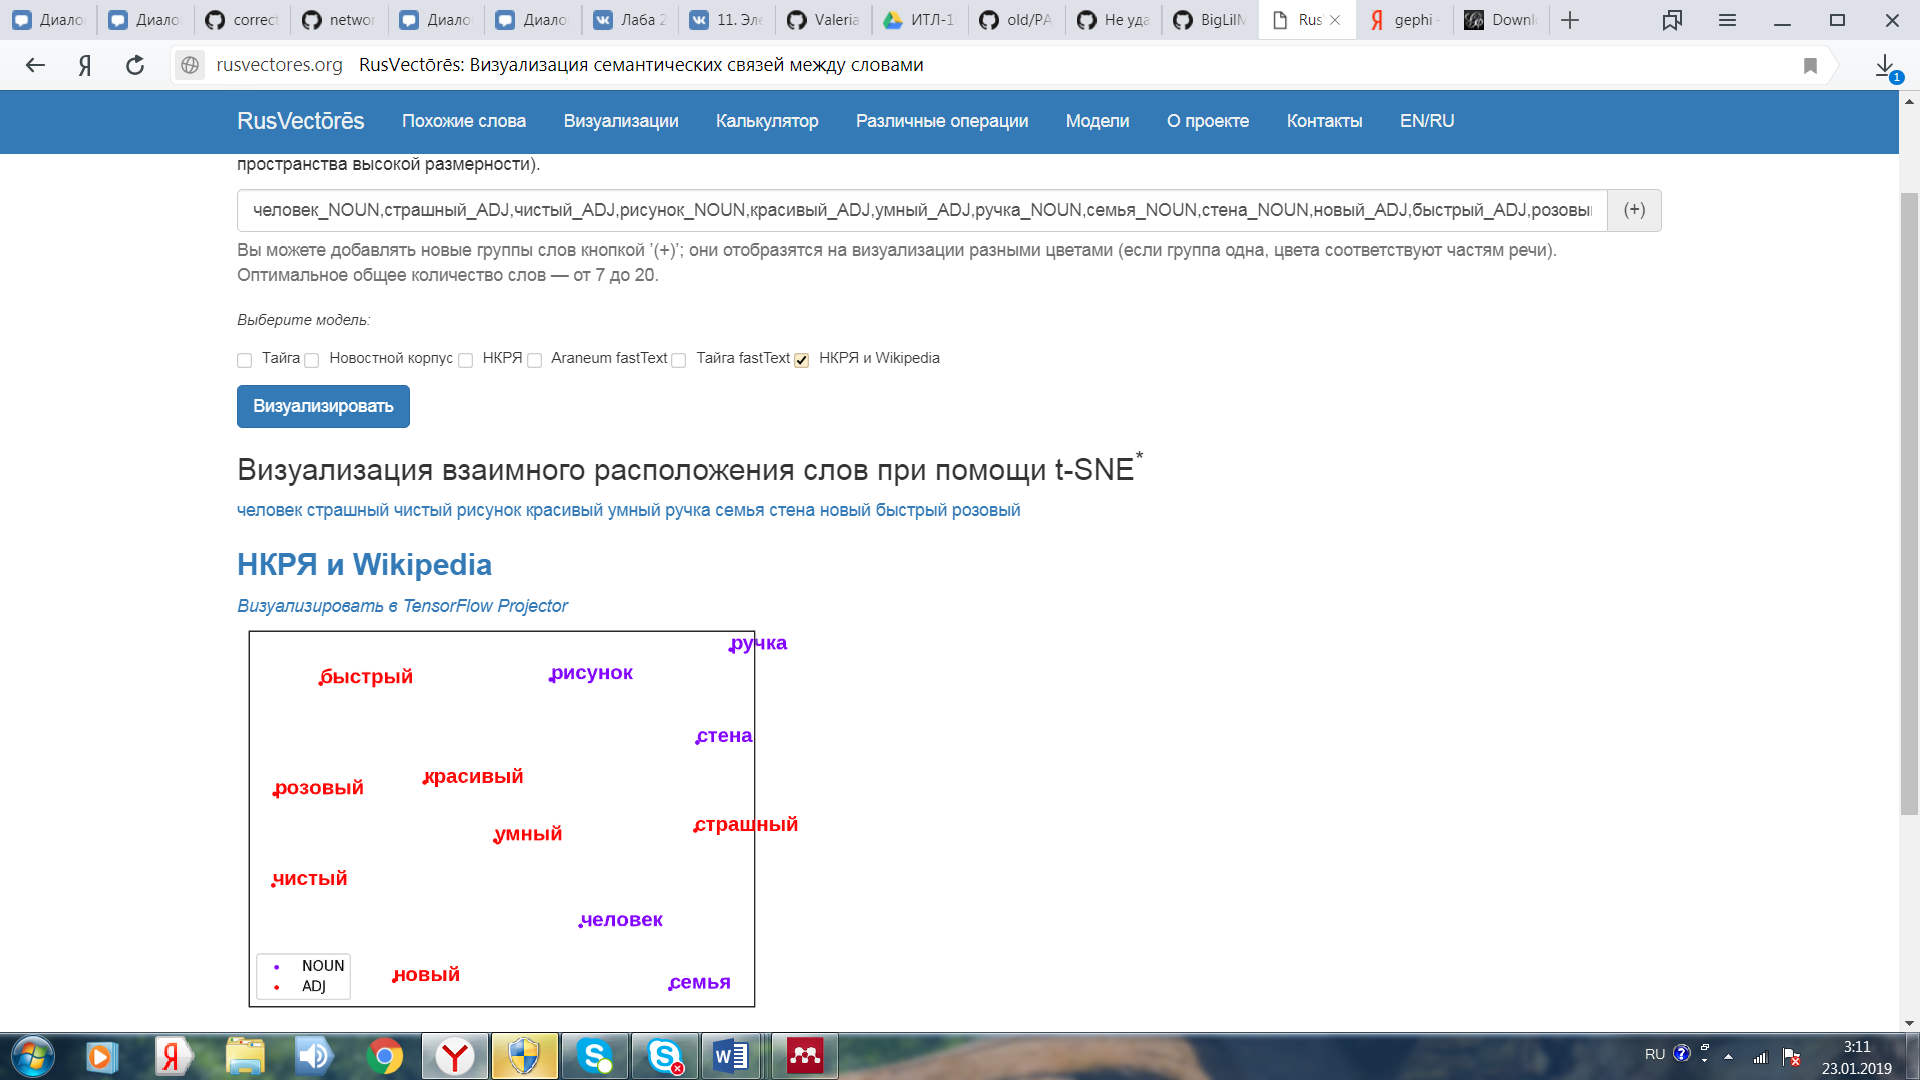 Диало
Диало
correct
networ
Диало
Диало
Лаба 2
11. Эле
Valeria
ИТЛ-1
old/PA
Не уда
BigLilM
Rus
gephi -
Downl
rusvectores.org RusVectōrēs: Визуализация семантических связей между словами
1
RusVectōrēs Похожие слова Визуализации Калькулятор Различные операции Модели О проекте Контакты EN/RU
пространства высокой размерности).
человек_NOUN,страшный_ADJ,чистый_ADJ,рисунок_NOUN,красивый_ADJ,умный_ADJ,ручка_NOUN,семья_NOUN,стена_NOUN,новый_ADJ,быстрый_ADJ,розовы
(+)
Вы можете добавлять новые группы слов кнопкой '(+)'; они отобразятся на визуализации разными цветами (если группа одна, цвета соответствуют частям речи).
Оптимальное общее количество слов — от 7 до 20.
Выберите модель:
Тайга Новостной корпус НКРЯ Araneum fastText Тайга fastText НКРЯ и Wikipedia
Визуализировать
Визуализация взаимного расположения слов при помощи t-SNE*
человек страшный чистый рисунок красивый умный ручка семья стена новый быстрый розовый
НКРЯ и Wikipedia
Визуализировать в TensorFlow Projector
ручка
быстрый
рисунок
стена
красивый
розовый
страшный
умный
чистый
человек
NOUN
ADJ
новый
семья
RU
3:11
23.01.2019